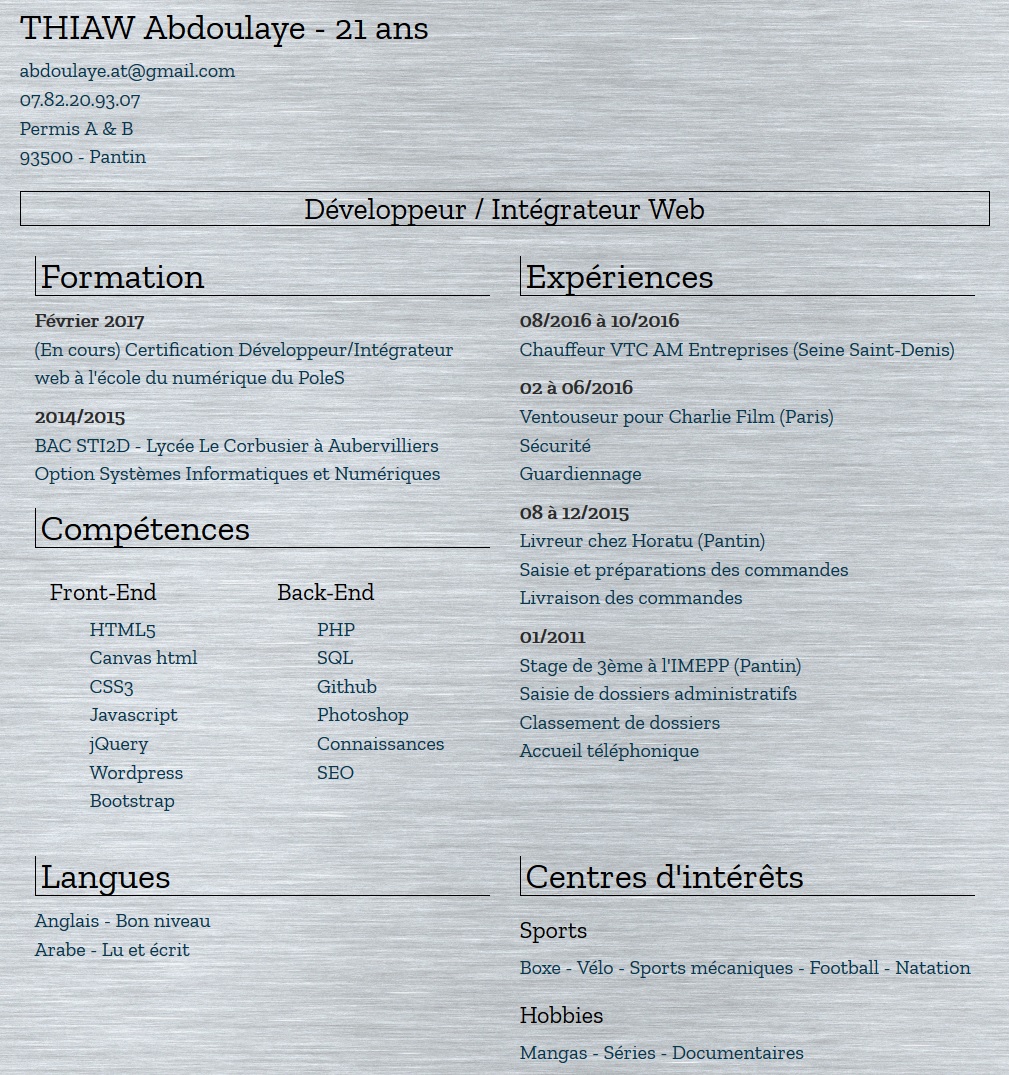 THIAW Abdoulaye - 21 ans
abdoulaye.at@gmail.com
07.82.20.93.07
Permis A & B
93500 - Pantin
Développeur / Intégrateur Web
Formation
Février 2017
(En cours) Certification Développeur/Intégrateur
web à l'école du numérique du PoleS
2014/2015
BAC STI2D - Lycée Le Corbusier à Aubervilliers
Option Systèmes Informatiques et Numériques
Compétences
Front-End
HTML5
Canvas html
CSS3
Javascript
jQuery
Wordpress
Bootstrap
Back-End
PHP
SQL
Github
Photoshop
Connaissances
SEO
Expériences
08/2016 à 10/2016
Chauffeur VTC AM Entreprises (Seine Saint-Denis)
02 à 06/2016
Ventouseur pour Charlie Film (Paris)
Sécurité
Guardiennage
08 à 12/2015
Livreur chez Horatu (Pantin)
Saisie et préparations des commandes
Livraison des commandes
01/2011
Stage de 3ème à l'IMEPP (Pantin)
Saisie de dossiers administratifs
Classement de dossiers
Accueil téléphonique
Langues
Anglais - Bon niveau
Arabe - Lu et écrit
Centres d'intérêts
Sports
Boxe - Vélo - Sports mécaniques - Football - Natation
Hobbies
Mangas - Séries - Documentaires